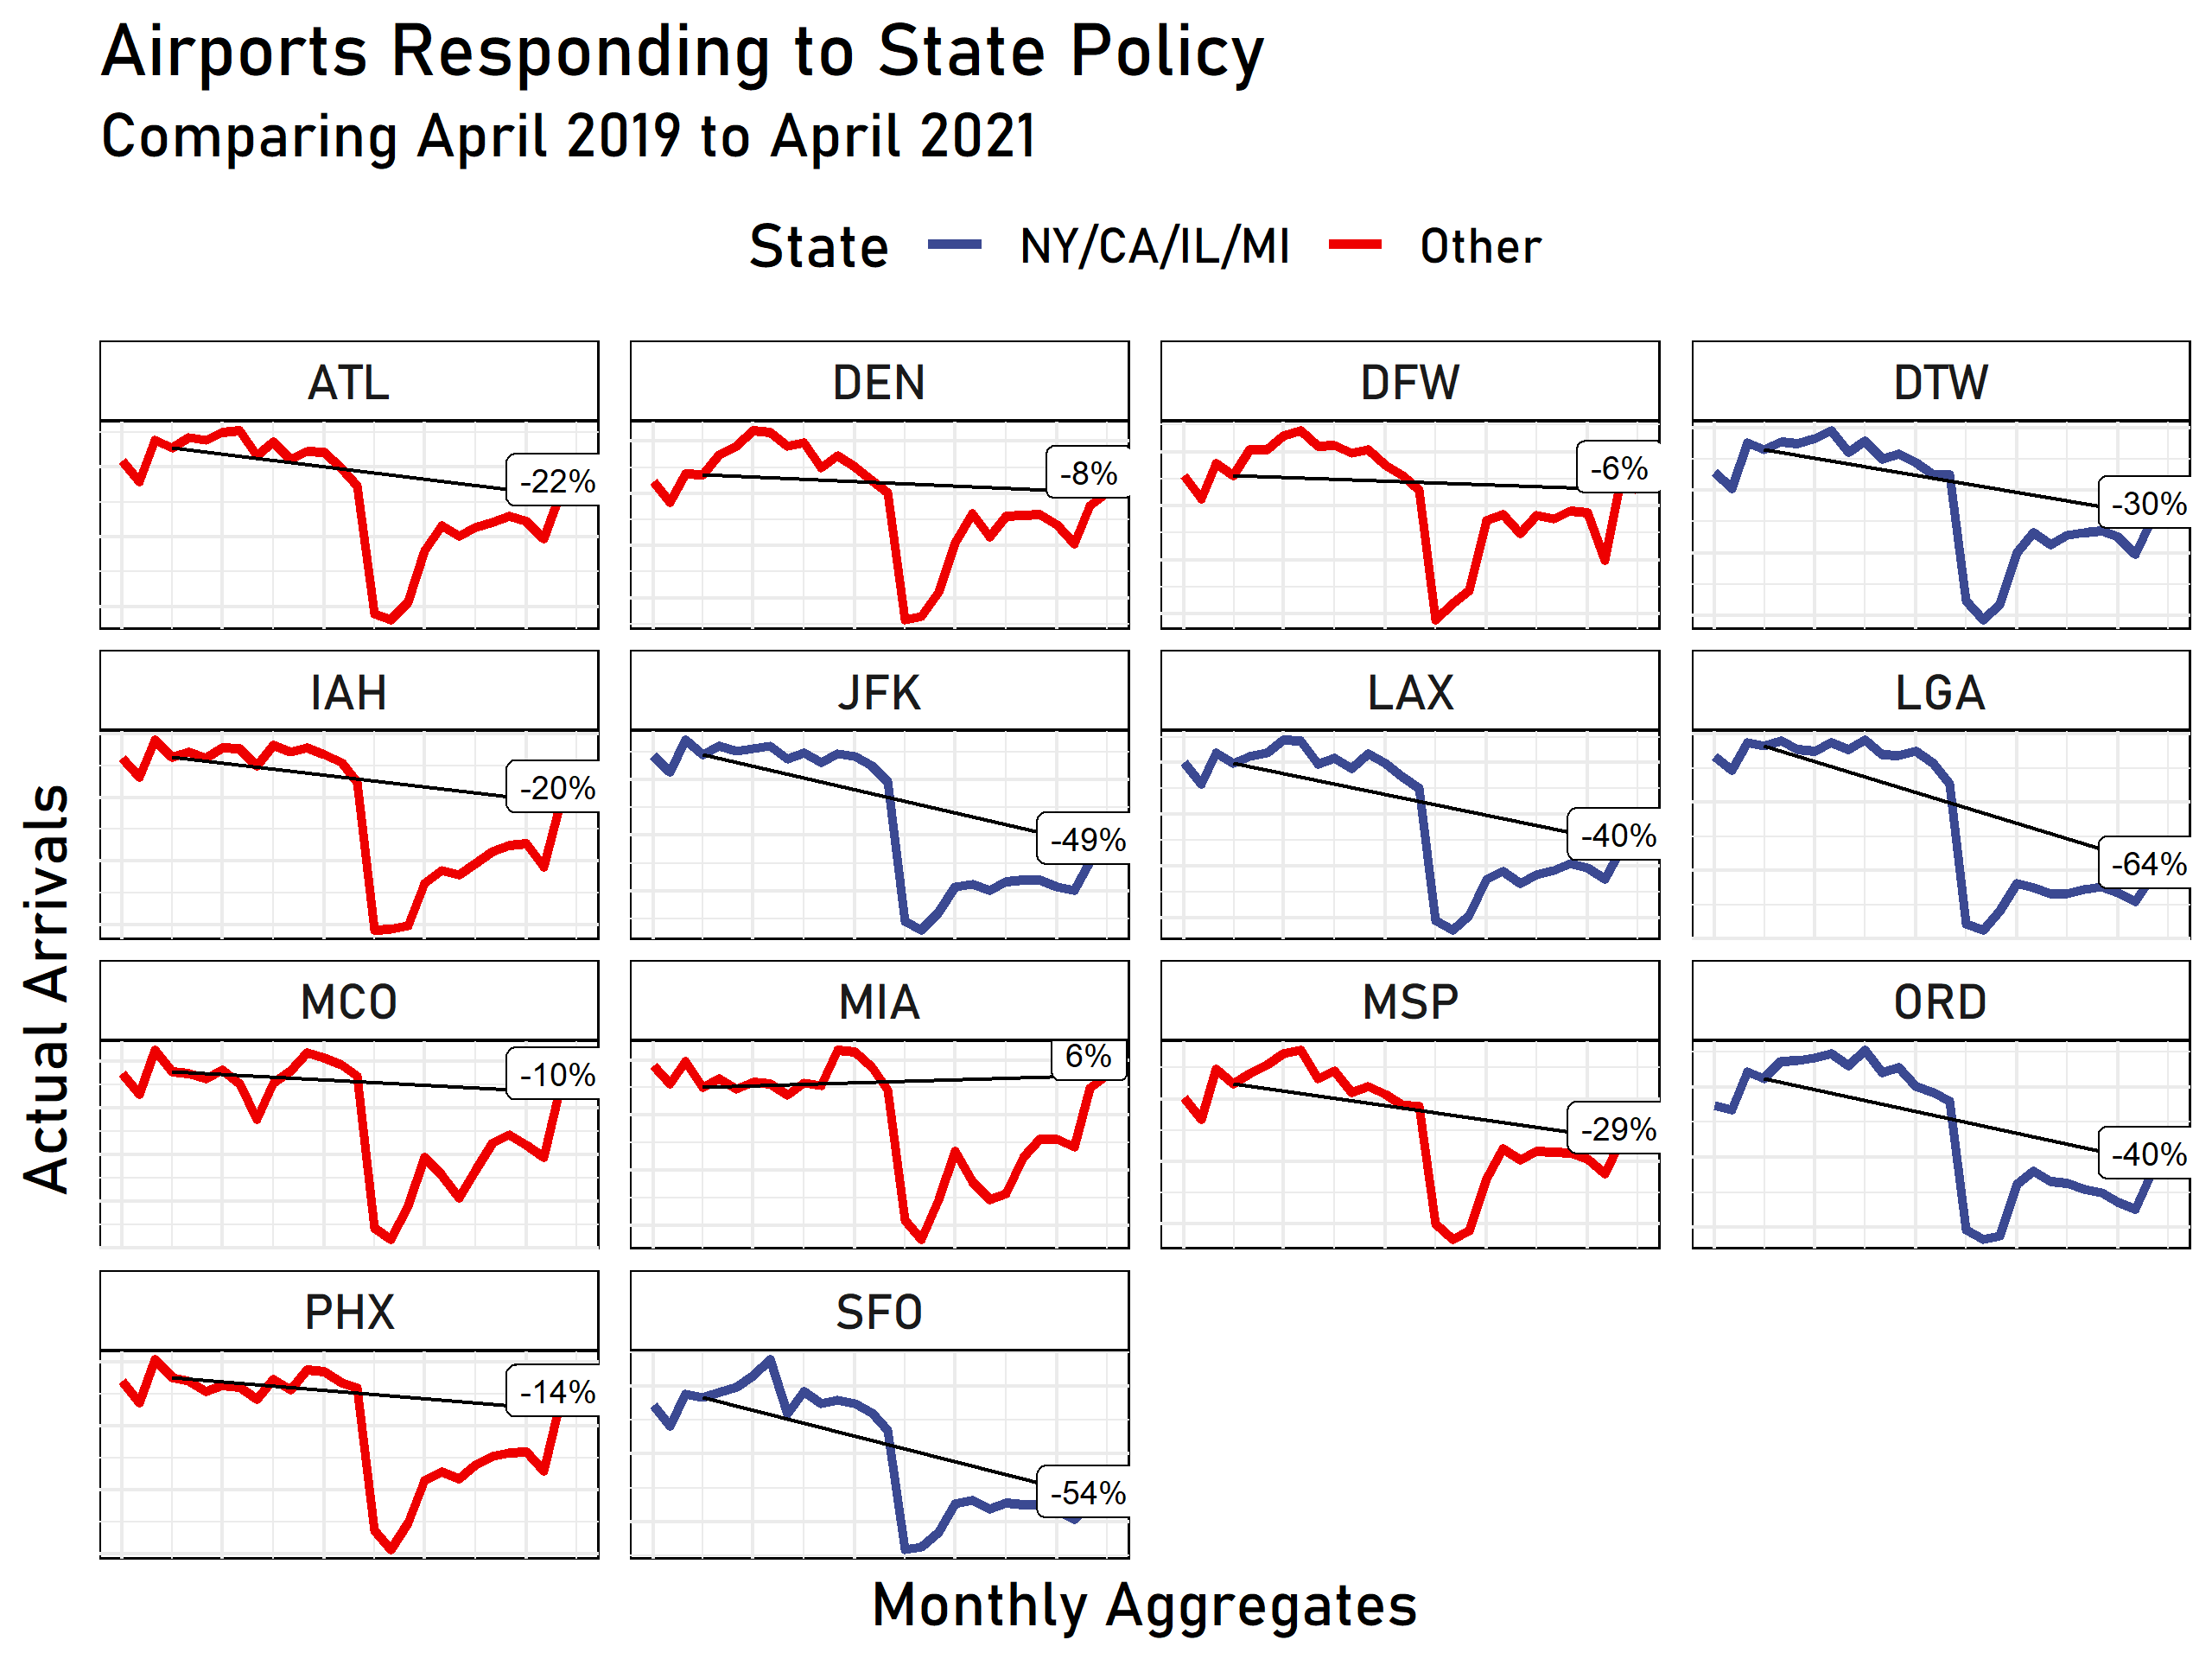 Airports Responding to State Policy
Comparing April 2019 to April 2021
State NY/CA/IL/MI Other
ATL DEN DFW DTW
-22% -8% -6% -30%
IAH JFK LAX LGA
-20% -49% -40% -64%
MCO MIA MSP ORD
-10% 6% -29% -40%
PHX SFO
-14% -54%
Actual Arrivals
Monthly Aggregates